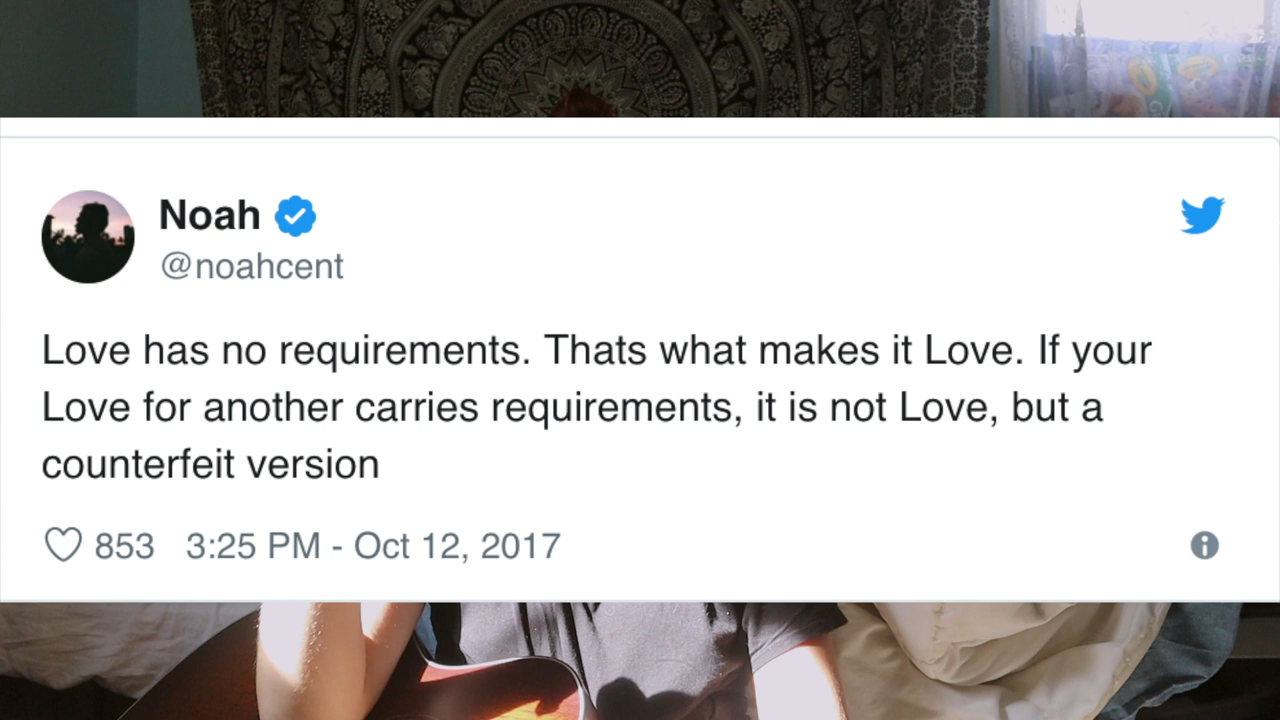 Noah
@noahcent
Love has no requirements. Thats what makes it Love. If your
Love for another carries requirements, it is not Love, but a
counterfeit version
853 3:25 PM - Oct 12, 2017